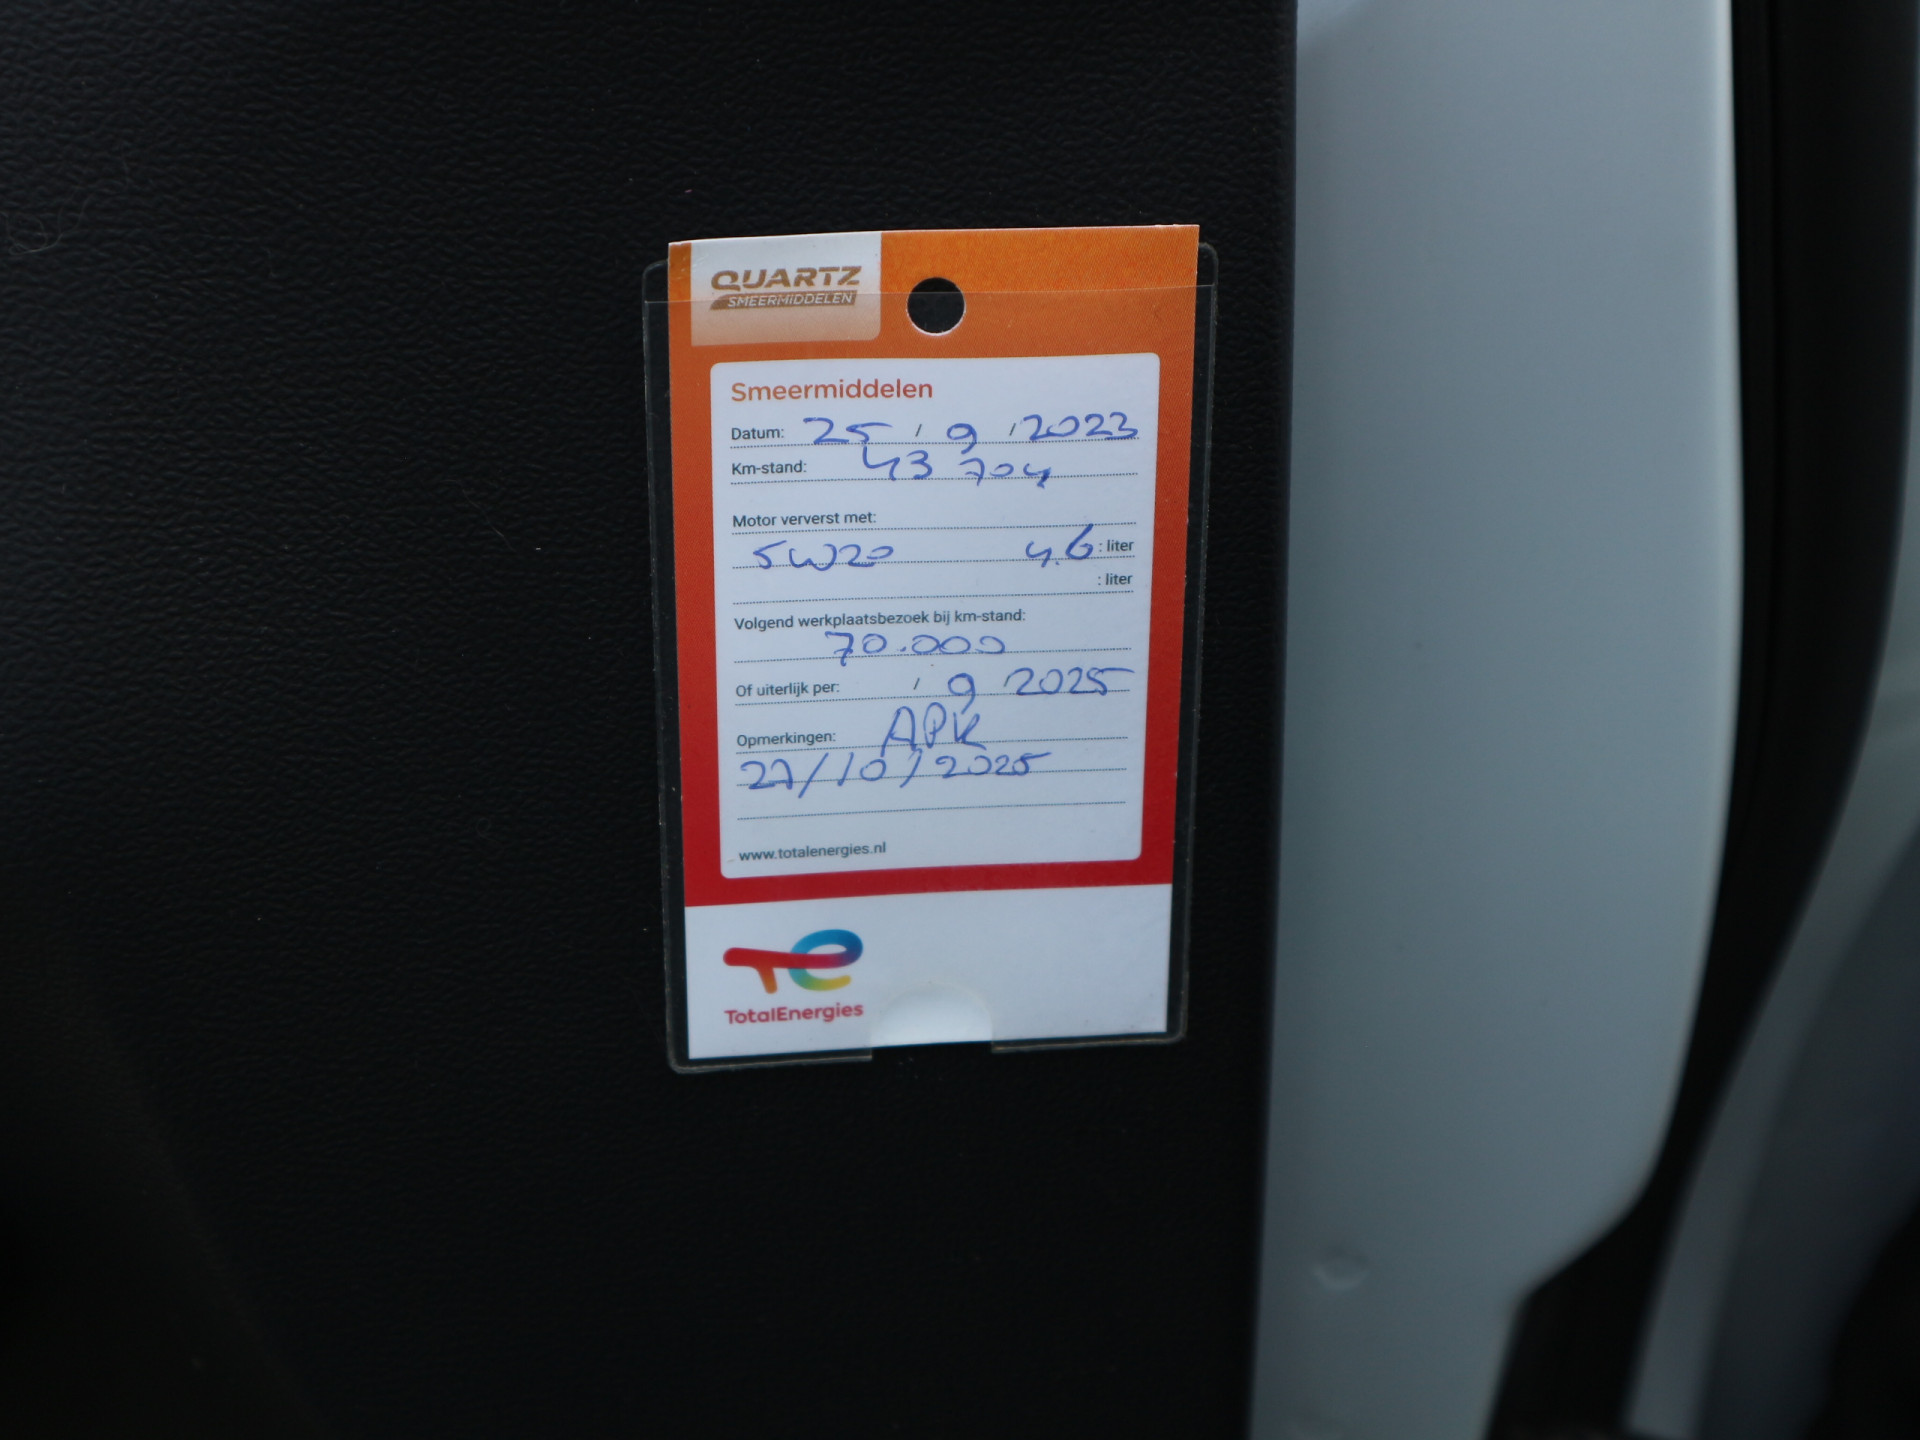 QUARTZ
SMEERMIDDELEN
Smeermiddelen
Datum: 25 / 9 / 2023
Km-stand: 43 704
Motor ververst met:
5W20 4.6 : liter
: liter
Volgend werkplaatsbezoek bij km-stand:
70.000
Of uiterlijk per: / 9 / 2025
Opmerkingen: APK
27/10/2025
www.totalenergies.nl
TotalEnergies